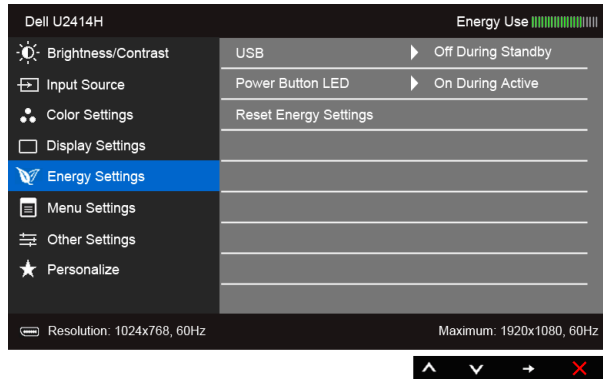 Dell U2414H Energy Use
Brightness/Contrast USB Off During Standby
Input Source Power Button LED On During Active
Color Settings Reset Energy Settings
Display Settings
Energy Settings
Menu Settings
Other Settings
Personalize
Resolution: 1024x768, 60Hz Maximum: 1920x1080, 60Hz